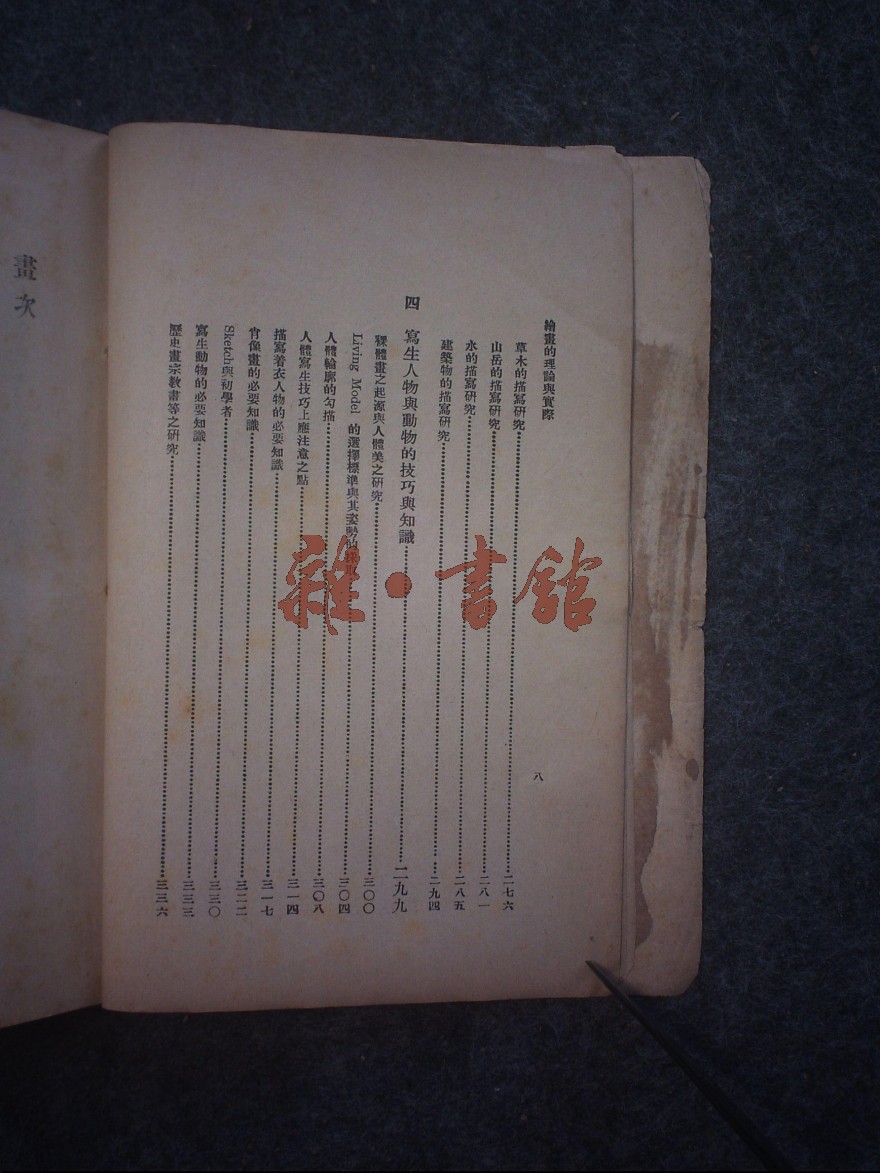 繪畫的理論與實際 八
草木的描寫研究……二七六
山岳的描寫研究……二八一
水的描寫研究……二八五
建築物的描寫研究……二九四
四 寫生人物與動物的技巧與知識……二九九
裸體畫之起源與人體美之研究……三〇〇
Living Model 的選擇標準與其姿勢的……三〇四
人體輪廓的勾描……三〇八
人體寫生技巧上應注意之點……三一四
描寫着衣人物的必要知識……三一七
肖像畫的必要知識……三二二
Sketch與初學者……三三〇
寫生動物的必要知識……三三三
歷史畫宗教畫等之研究……三三六
畫次
雜·書館